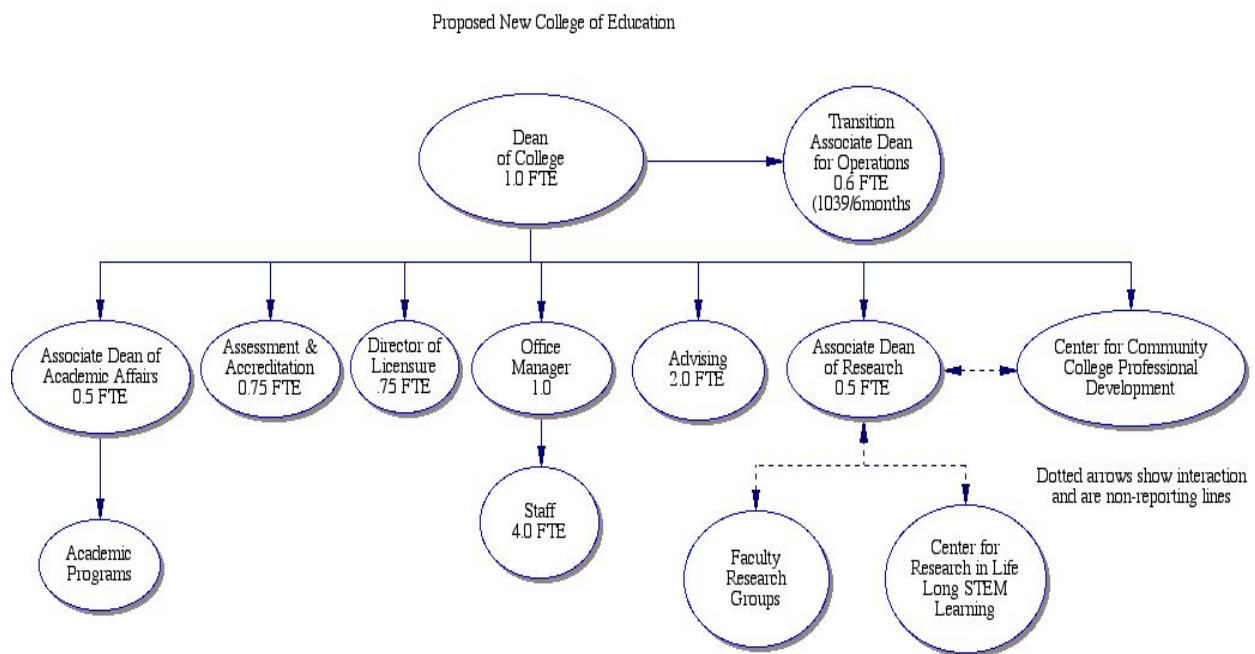 Proposed New College of Education
Dean
of College
1.0 FTE
Transition
Associate Dean
for Operations
0.6 FTE
(1039/6months
Associate Dean of
Academic Affairs
0.5 FTE
Assessment &
Accreditation
0.75 FTE
Director of
Licensure
.75 FTE
Office
Manager
1.0
Advising
2.0 FTE
Associate Dean
of Research
0.5 FTE
Center for Community
College Professional
Development
Dotted arrows show interaction
and are non-reporting lines
Academic
Programs
Staff
4.0 FTE
Faculty
Research
Groups
Center for
Research in Life
Long STEM
Learning